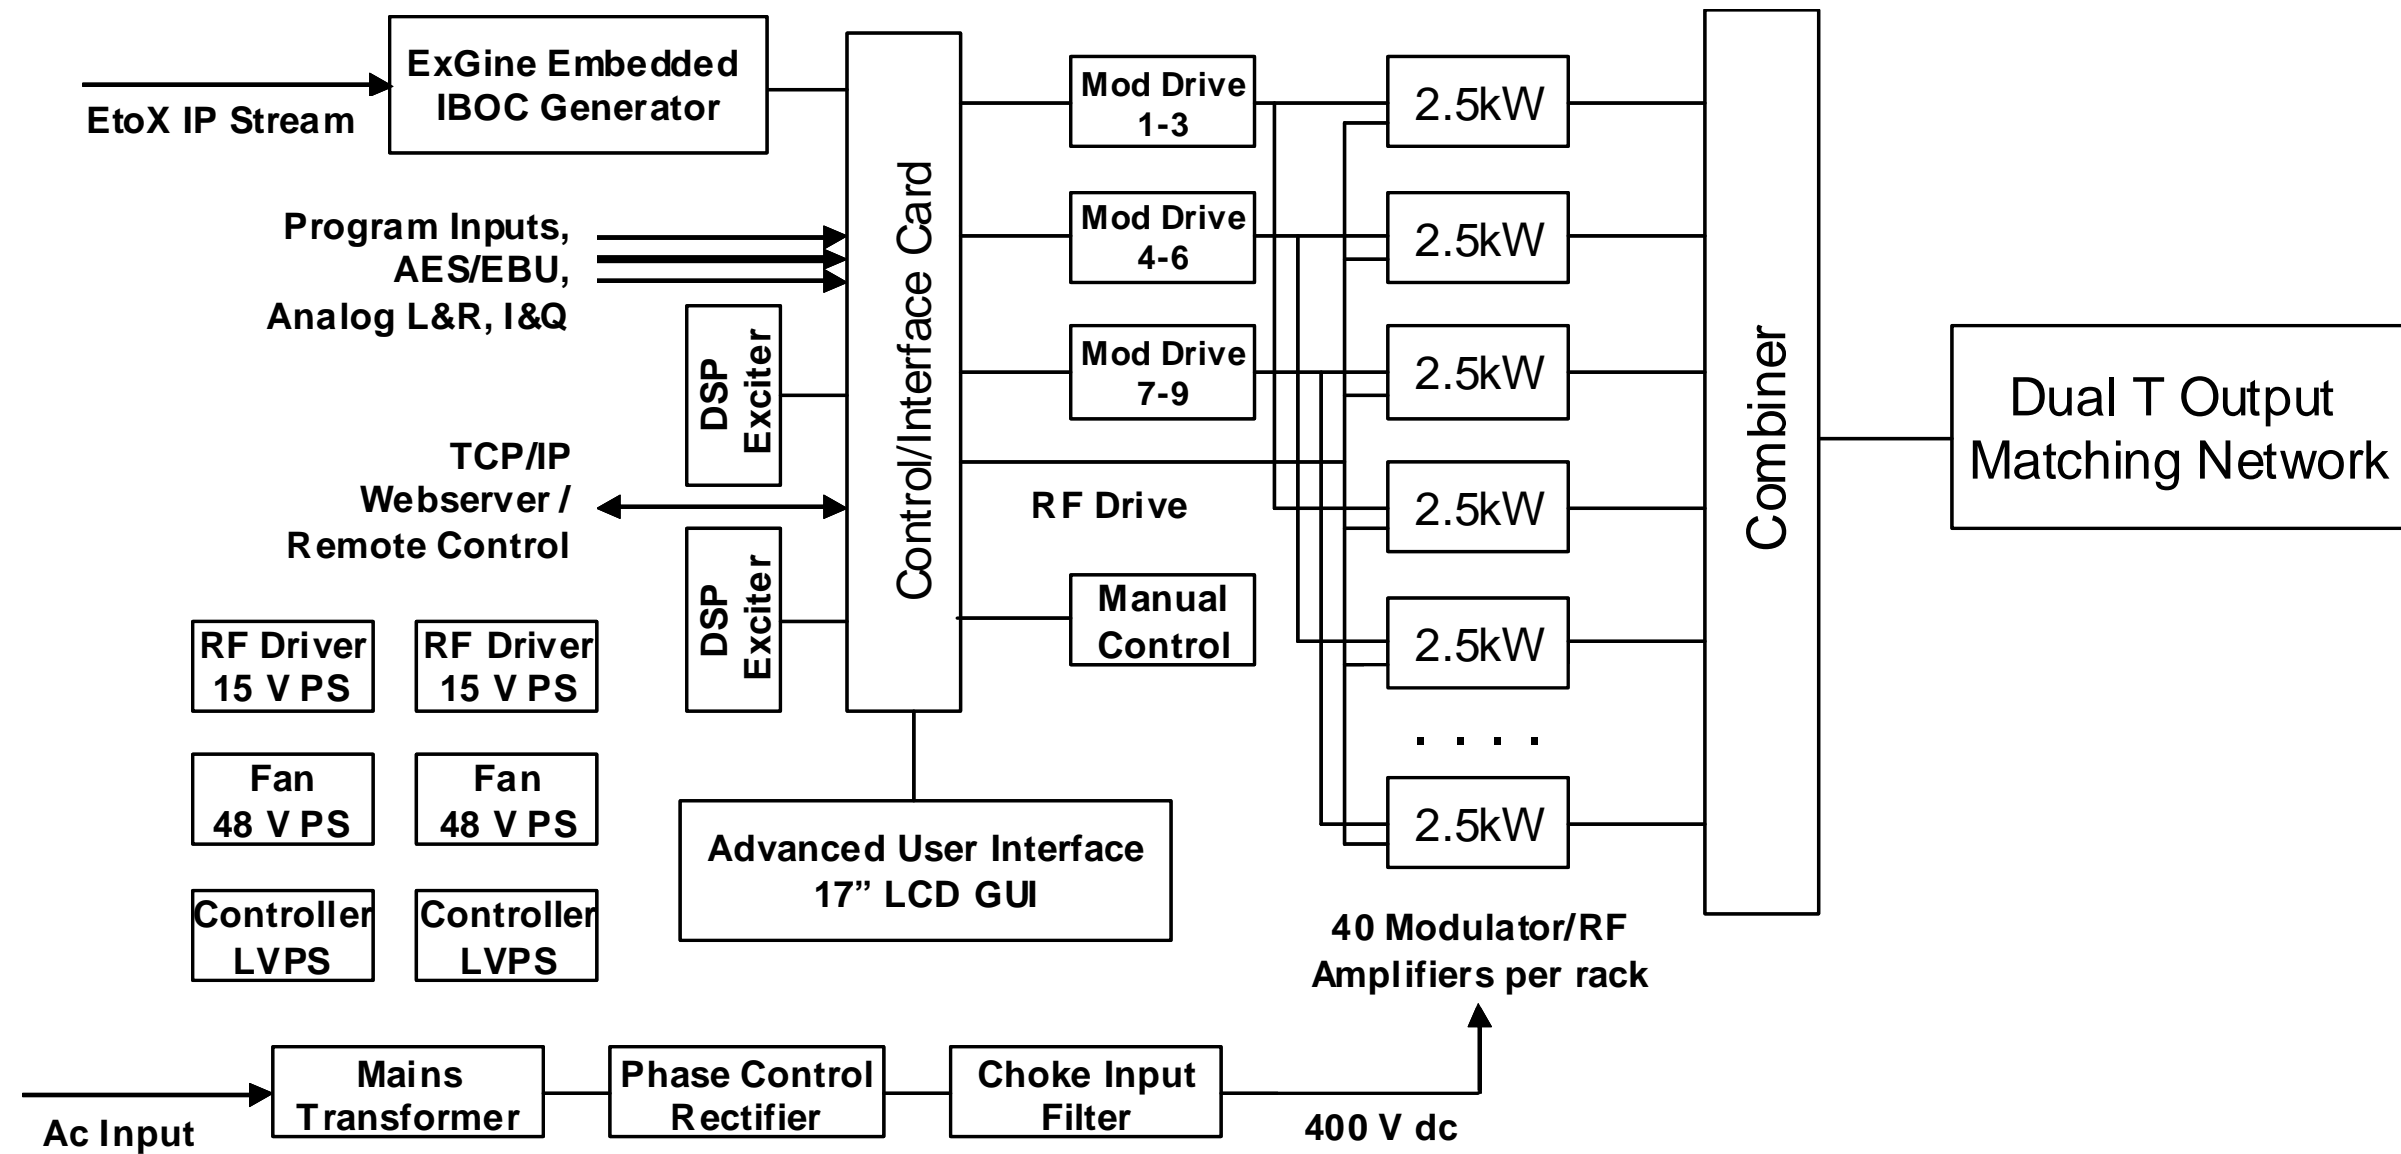 ExGine Embedded
IBOC Generator
EtoX IP Stream
Program Inputs,
AES/EBU,
Analog L&R, I&Q
DSP
Exciter
TCP/IP
Webserver /
Remote Control
DSP
Exciter
Control/Interface Card
Mod Drive
1-3
Mod Drive
4-6
Mod Drive
7-9
RF Drive
Manual
Control
2.5kW
2.5kW
2.5kW
2.5kW
2.5kW
. . . .
2.5kW
Combiner
Dual T Output
Matching Network
RF Driver
15 V PS
RF Driver
15 V PS
Fan
48 V PS
Fan
48 V PS
Controller
LVPS
Controller
LVPS
Advanced User Interface
17” LCD GUI
40 Modulator/RF
Amplifiers per rack
Ac Input
Mains
Transformer
Phase Control
Rectifier
Choke Input
Filter
400 V dc